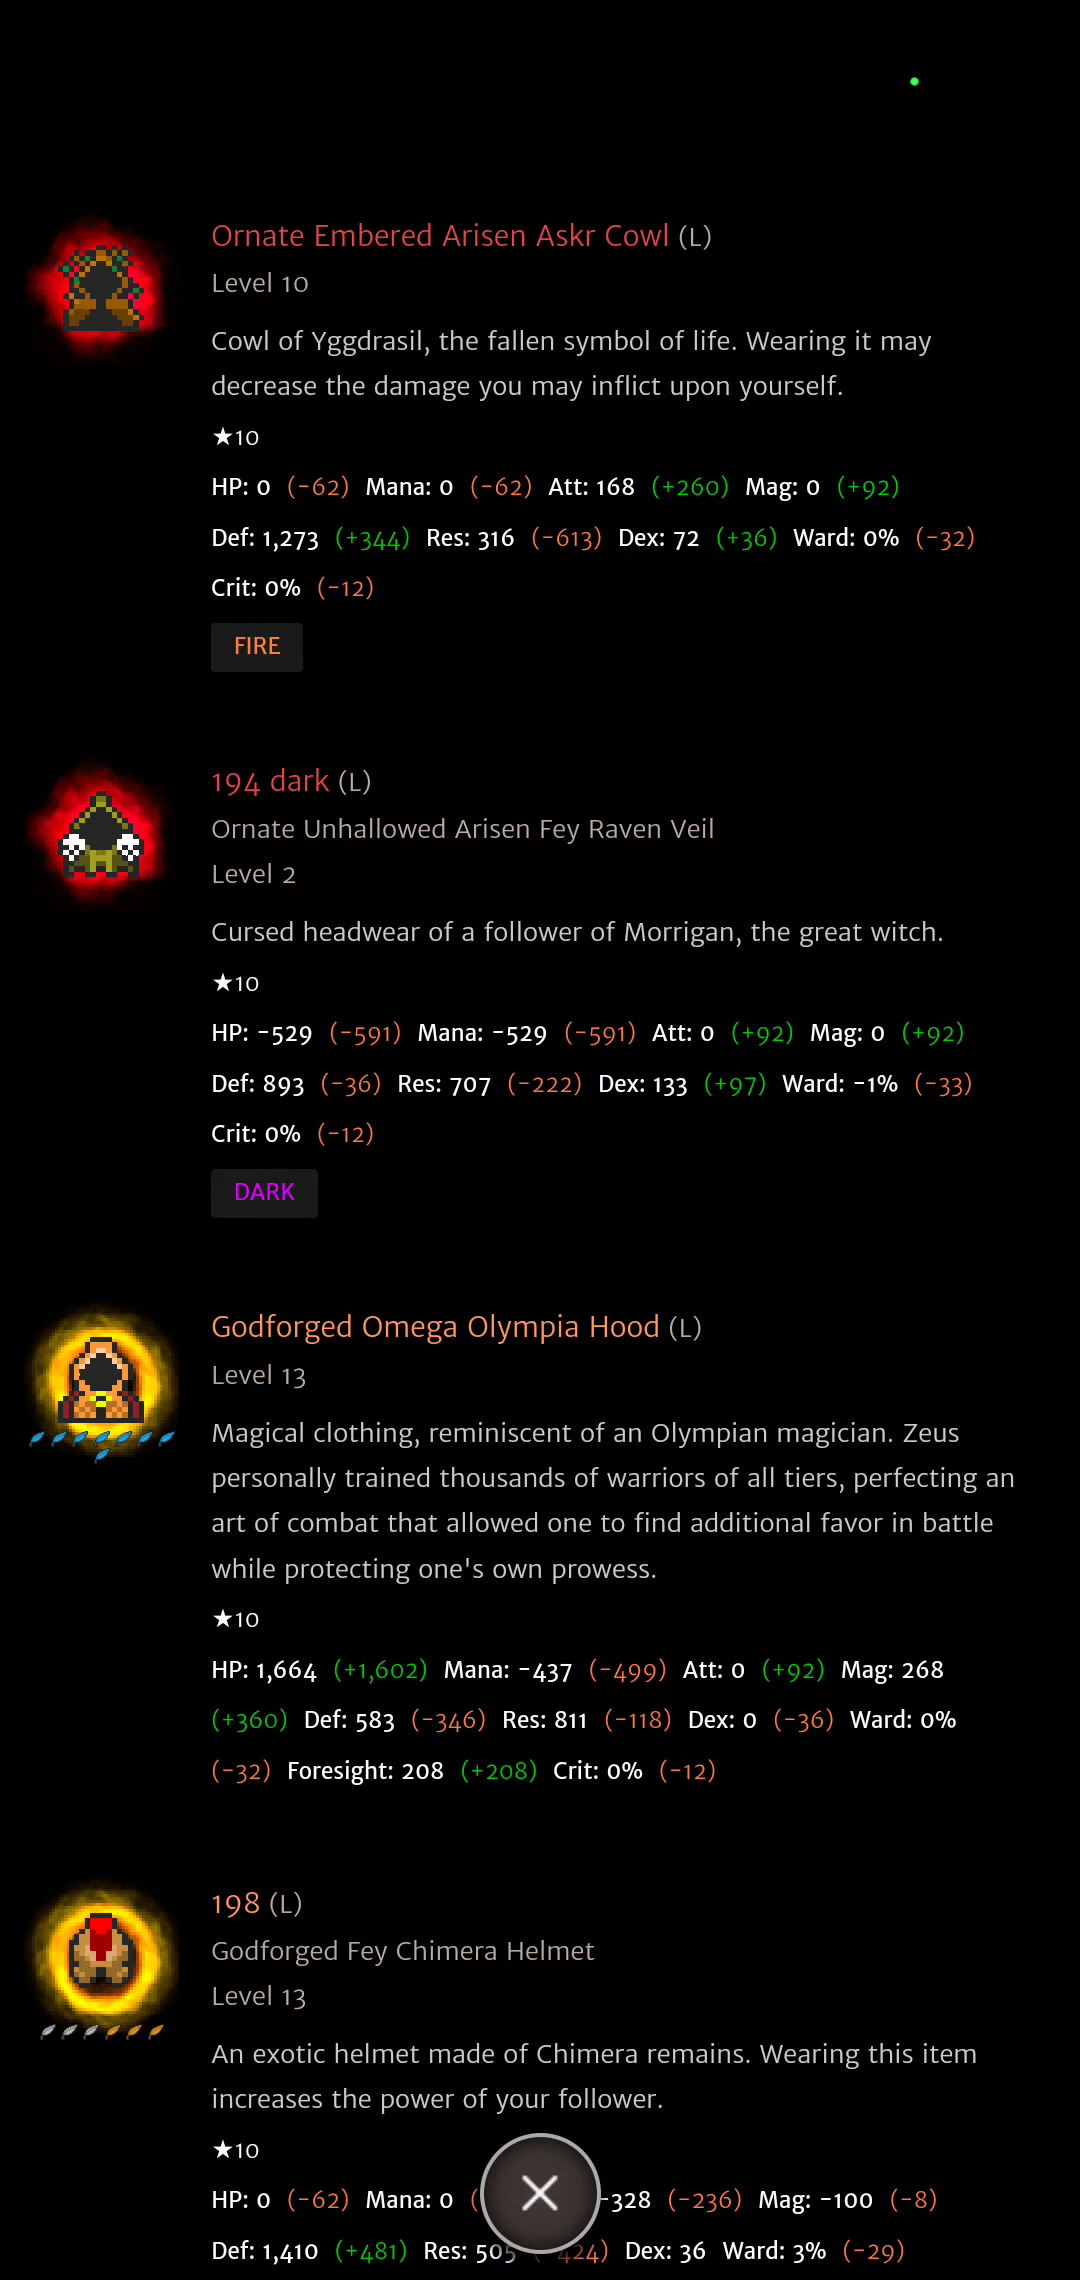 Ornate Embered Arisen Askr Cowl (L)
Level 10
Cowl of Yggdrasil, the fallen symbol of life. Wearing it may
decrease the damage you may inflict upon yourself.
★10
HP: 0 (-62) Mana: 0 (-62) Att: 168 (+260) Mag: 0 (+92)
Def: 1,273 (+344) Res: 316 (-613) Dex: 72 (+36) Ward: 0% (-32)
Crit: 0% (-12)
FIRE
194 dark (L)
Ornate Unhallowed Arisen Fey Raven Veil
Level 2
Cursed headwear of a follower of Morrigan, the great witch.
★10
HP: -529 (-591) Mana: -529 (-591) Att: 0 (+92) Mag: 0 (+92)
Def: 893 (-36) Res: 707 (-222) Dex: 133 (+97) Ward: -1% (-33)
Crit: 0% (-12)
DARK
Godforged Omega Olympia Hood (L)
Level 13
Magical clothing, reminiscent of an Olympian magician. Zeus
personally trained thousands of warriors of all tiers, perfecting an
art of combat that allowed one to find additional favor in battle
while protecting one's own prowess.
★10
HP: 1,664 (+1,602) Mana: -437 (-499) Att: 0 (+92) Mag: 268
(+360) Def: 583 (-346) Res: 811 (-118) Dex: 0 (-36) Ward: 0%
(-32) Foresight: 208 (+208) Crit: 0% (-12)
198 (L)
Godforged Fey Chimera Helmet
Level 13
An exotic helmet made of Chimera remains. Wearing this item
increases the power of your follower.
★10
HP: 0 (-62) Mana: 0 -328 (-236) Mag: -100 (-8)
Def: 1,410 (+481) Res: 505 (-424) Dex: 36 Ward: 3% (-29)